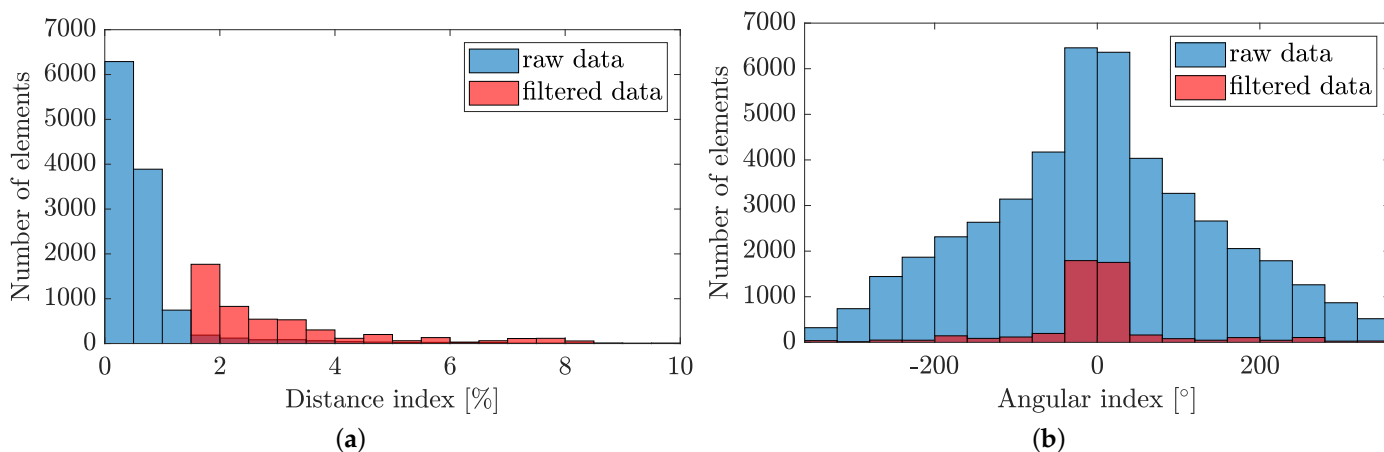 7000
6000
5000
4000
3000
2000
1000
0
Number of elements
raw data
filtered data
0
2
4
6
8
10
Distance index [%]
(a)
7000
6000
5000
4000
3000
2000
1000
0
Number of elements
raw data
filtered data
-200
0
200
Angular index [°]
(b)